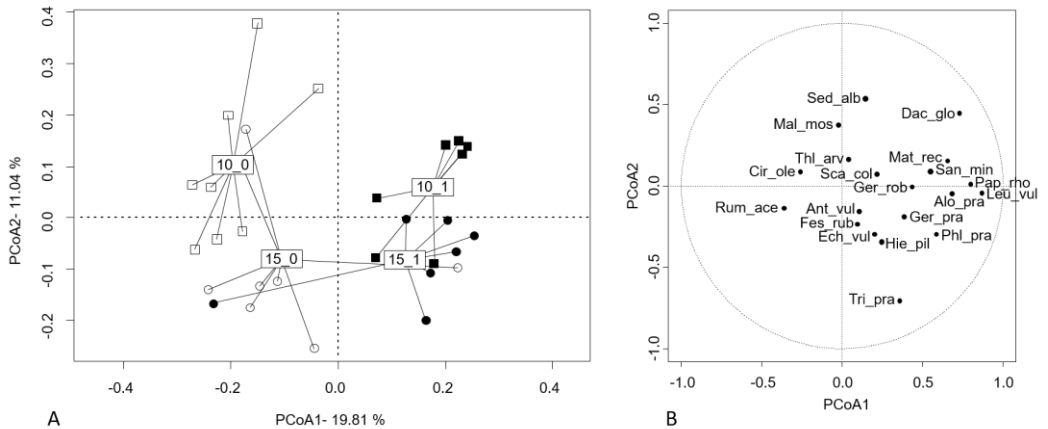 0.4
0.3
0.2
0.1
0.0
-0.1
-0.2
PCoA2- 11.04 %
10_0
10_1
15_0
15_1
-0.4 -0.2 0.0 0.2 0.4
A PCoA1- 19.81 %
1.0
0.5
0.0
-0.5
-1.0
PCoA2
Sed_alb
Dac_glo
Mal_mos
Thl_arv
Mat_rec
Cir_ole
Sca_col
San_min
Ger_rob
Pap_rho
Alo_pra
Leu_vul
Rum_ace
Ant_vul
Ger_pra
Fes_rub
Ech_vul
Phl_pra
Hie_pil
Tri_pra
-1.0 -0.5 0.0 0.5 1.0
B PCoA1